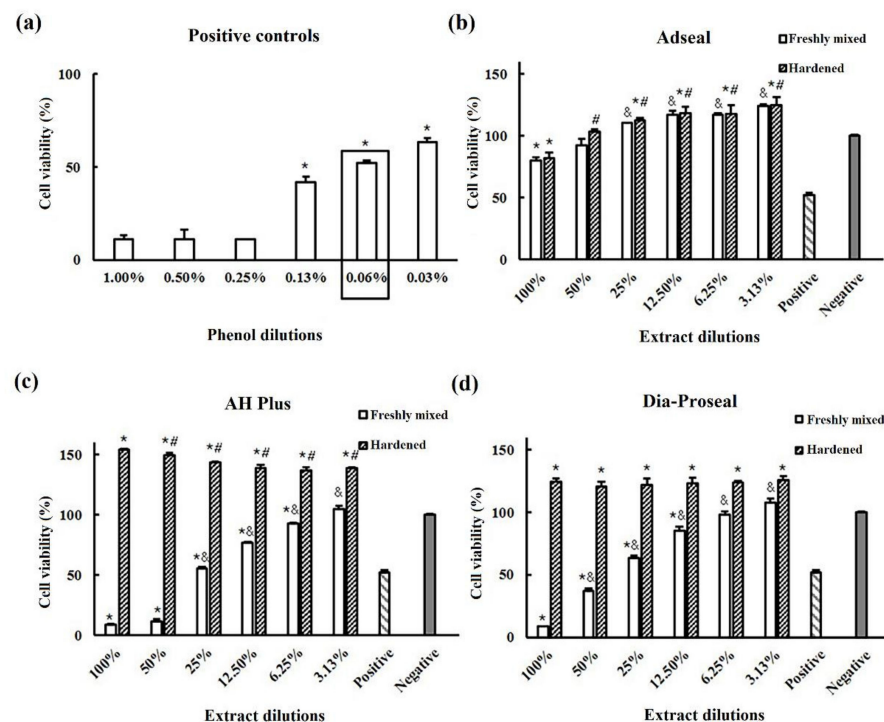 (a)
Positive controls
Cell viability (%)
100
50
0
*
*
*
1.00% 0.50% 0.25% 0.13% 0.06% 0.03%
Phenol dilutions
(b)
Adseal
Freshly mixed
Hardened
Cell viability (%)
150
100
50
0
* * # & *# & *# & *# & *#
100% 50% 25% 12.50% 6.25% 3.13% Positive Negative
Extract dilutions
(c)
AH Plus
Freshly mixed
Hardened
Cell viability (%)
150
100
50
0
* *# *# *# *# *#
* * *& *& *& &
100% 50% 25% 12.50% 6.25% 3.13% Positive Negative
Extract dilutions
(d)
Dia-Proseal
Freshly mixed
Hardened
Cell viability (%)
150
100
50
0
* * * * * *
* *& *& *& & &
100% 50% 25% 12.50% 6.25% 3.13% Positive Negative
Extract dilutions